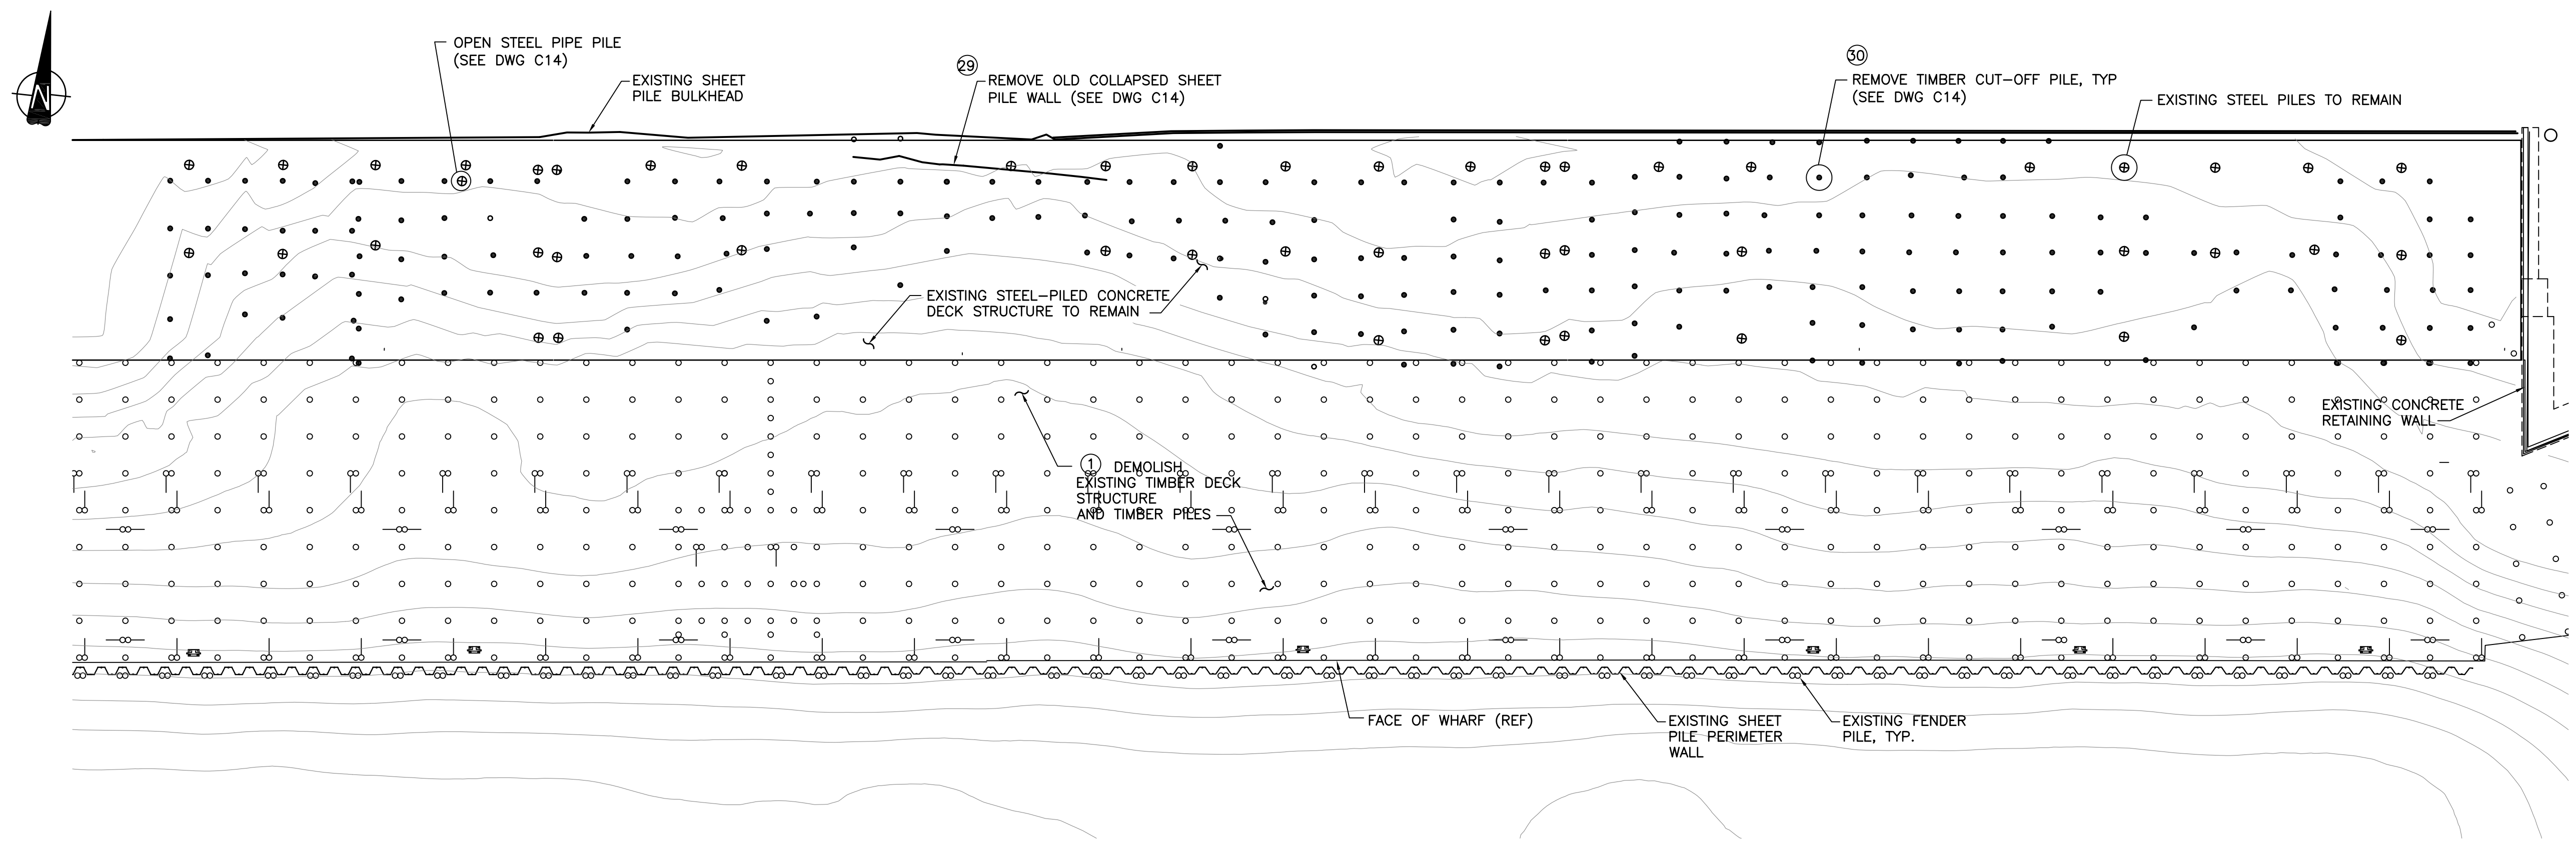 N
OPEN STEEL PIPE PILE
(SEE DWG C14)
EXISTING SHEET
PILE BULKHEAD
29
REMOVE OLD COLLAPSED SHEET
PILE WALL (SEE DWG C14)
30
REMOVE TIMBER CUT-OFF PILE, TYP
(SEE DWG C14)
EXISTING STEEL PILES TO REMAIN
EXISTING STEEL-PILED CONCRETE
DECK STRUCTURE TO REMAIN
EXISTING CONCRETE
RETAINING WALL
1 DEMOLISH
EXISTING TIMBER DECK
STRUCTURE
AND TIMBER PILES
FACE OF WHARF (REF)
EXISTING SHEET
PILE PERIMETER
WALL
EXISTING FENDER
PILE, TYP.